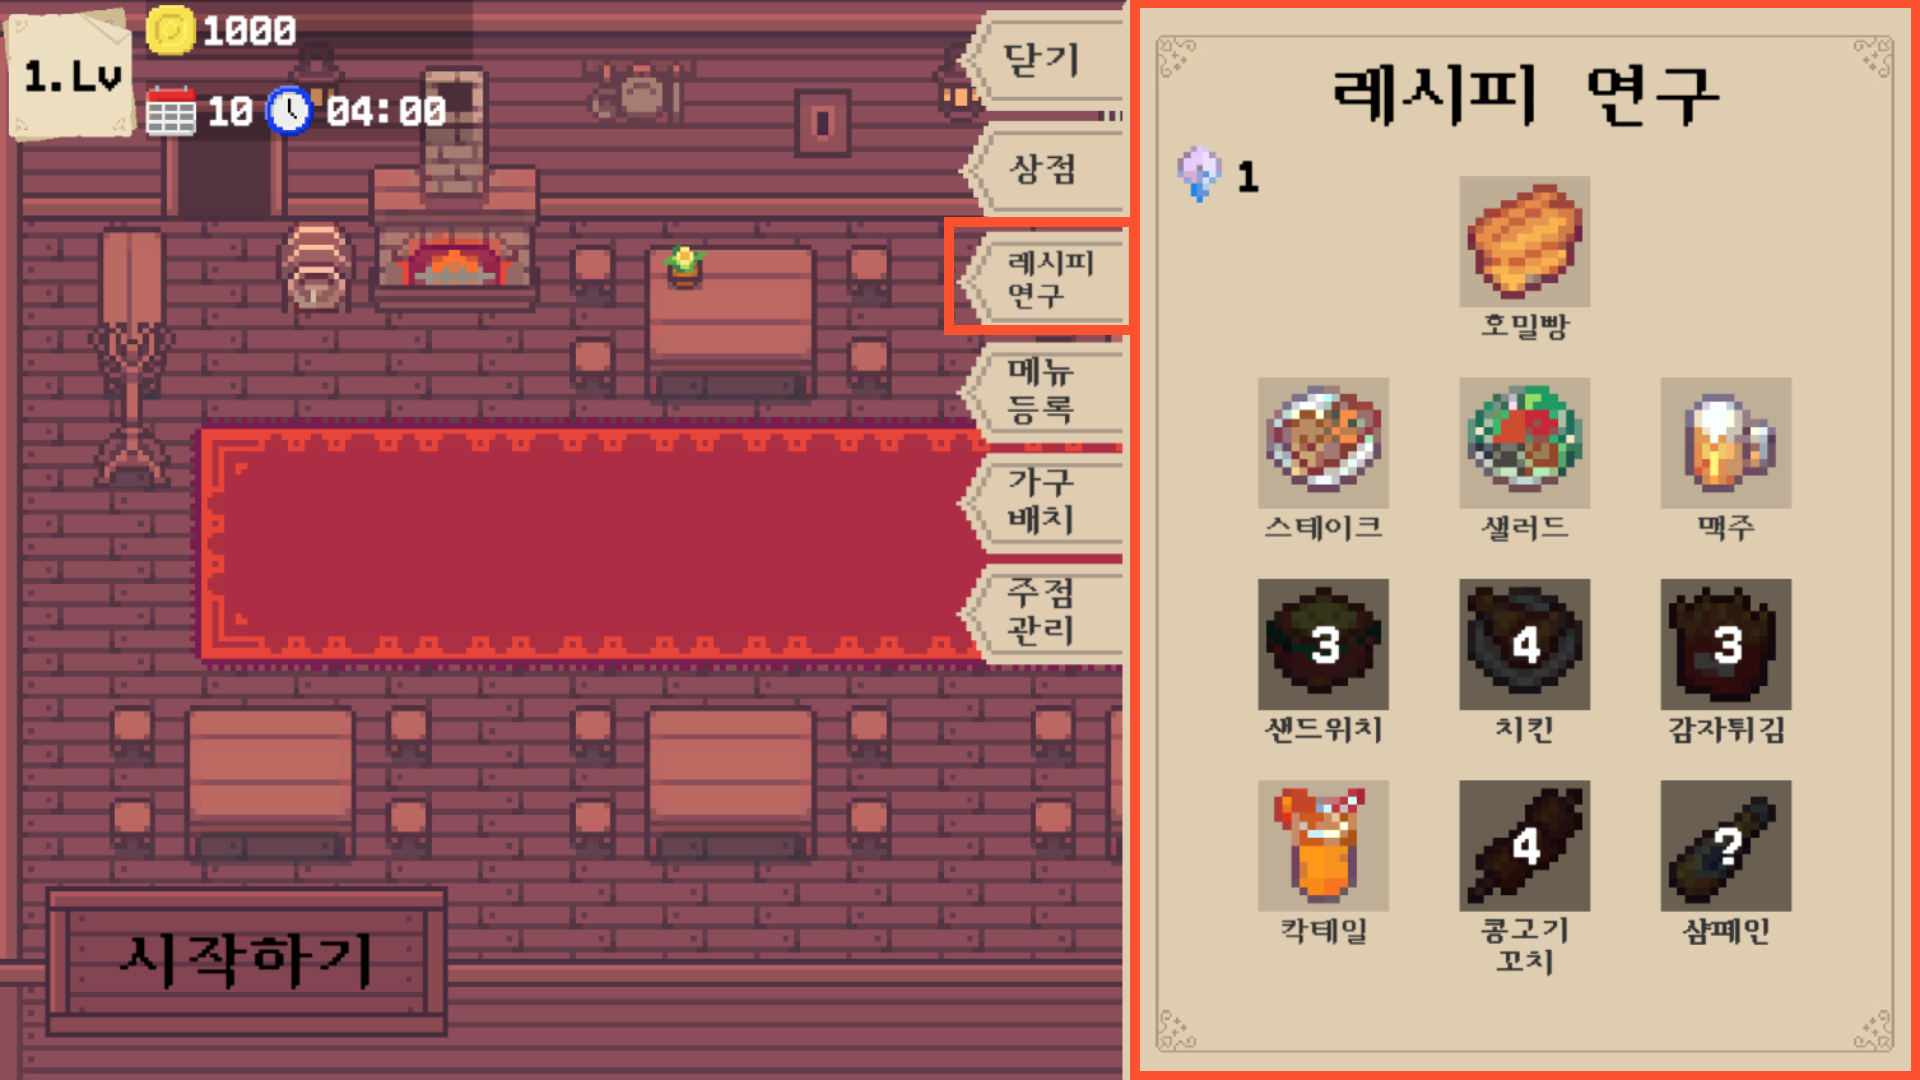 1.Lv
1000
10 04:00
닫기
상점
레시피
연구
메뉴
등록
가구
배치
주점
관리
시작하기
레시피 연구
1
호밀빵
스테이크
샐러드
맥주
3
4
3
샌드위치
치킨
감자튀김
4
?
칵테일
콩고기
꼬치
샴페인